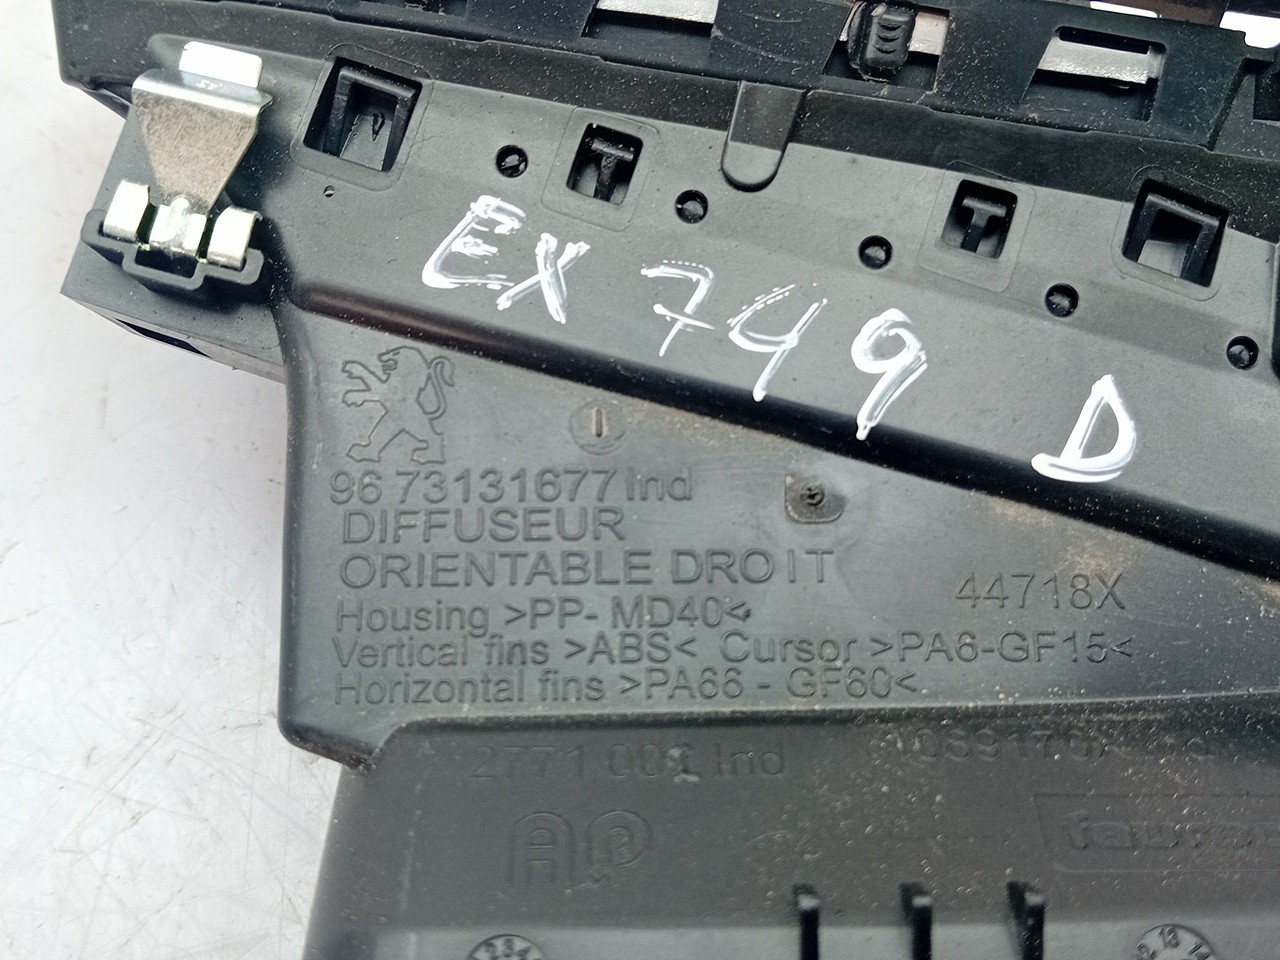 EX 749 D
96 73131677 Ind
DIFFUSEUR
ORIENTABLE DROIT
44718X
Housing >PP- MD40<
Vertical fins >ABS< Cursor >PA6-GF15<
Horizontal fins >PA66 - GF60<
2771 Ind